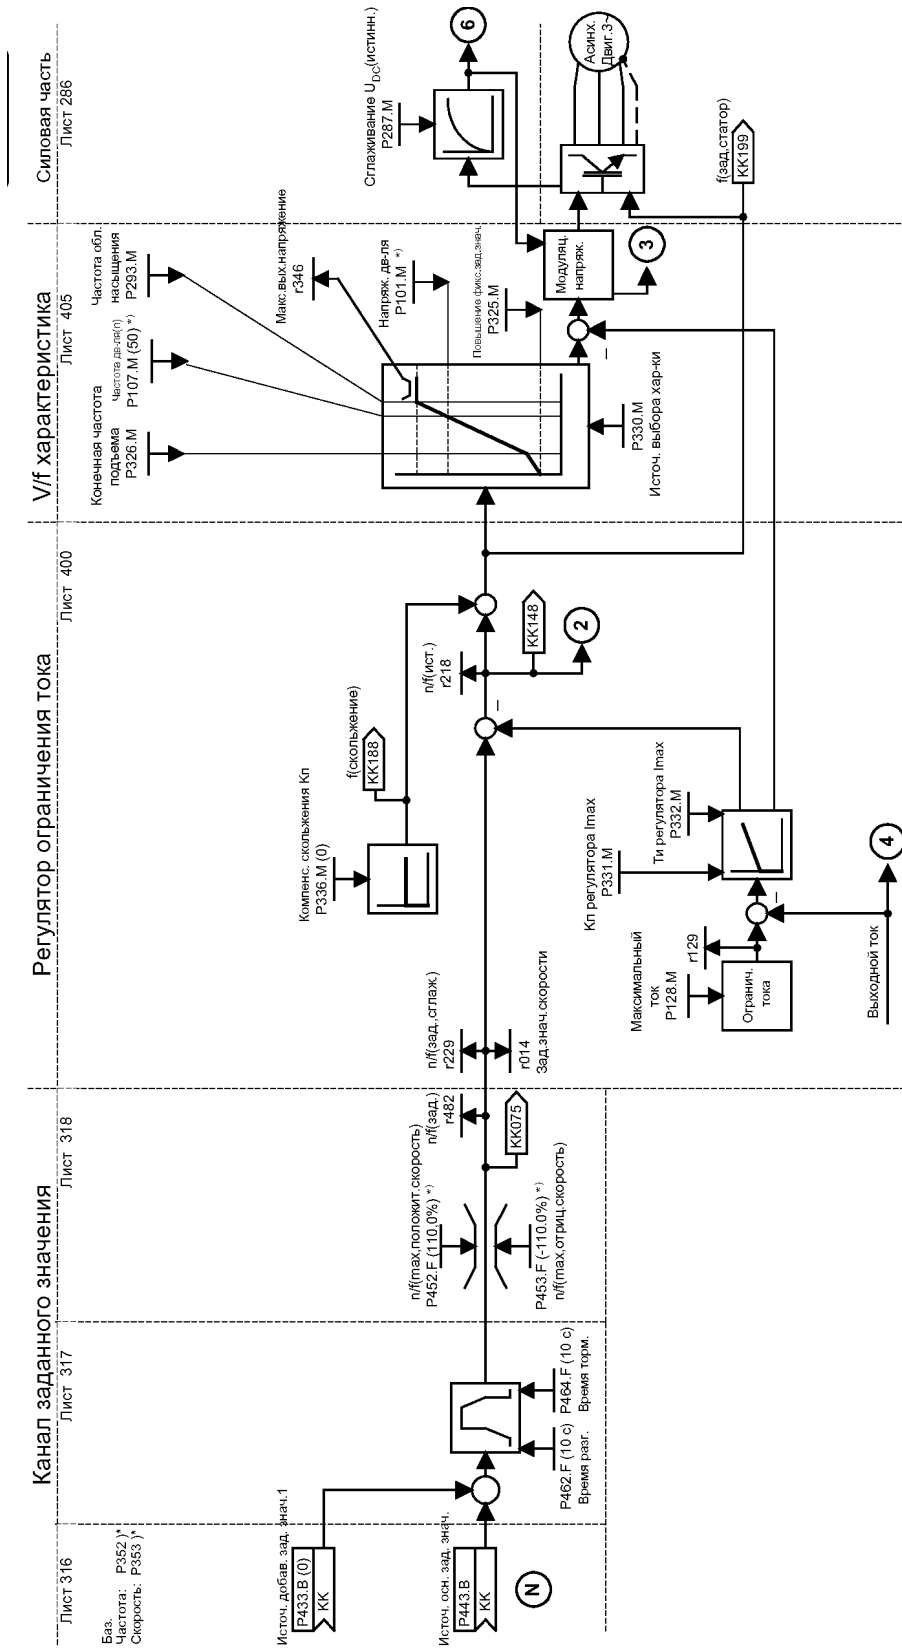 Канал заданного значения
Регулятор ограничения тока
V/f характеристика
Силовая часть
Лист 316
Лист 317
Лист 318
Лист 400
Лист 405
Лист 286
Баз.
Частота: P352 )*
Скорость: P353 )*
Источ. добав. зад. знач.1
P433.B (0)
KK
Источ. осн. зад. знач.
P443.B
KK
N
P462.F (10 с)
Время разг.
P464.F (10 с)
Время торм.
n/f(max,положит.скорость)
P452.F (110,0%) *)
P453.F (-110.0%) *)
n/f(max,отриц.скорость)
n/f(зад.)
r482
KK075
n/f(зад.,сглаж.)
r229
r014
Зад.знач.скорости
Компенс. скольжения Кп
P336.M (0)
f(скольжение)
KK188
n/f(ист.)
r218
KK148
2
Максимальный
ток
P128.M
r129
Огранич.
тока
Выходной ток
4
Кп регулятора Imax
P331.M
Ти регулятора Imax
P332.M
Конечная частота
подъема
P326.M
Частота дв-ля(n)
P107.M (50) *)
Частота обл.
насыщения
P293.M
Макс.вых.напряжение
r346
Напряж. дв-ля
P101.M *)
Повышение фикс.зад.знач.
P325.M
P330.M
Источ. выбора хар-ки
Модуляц.
напряж.
3
Сглаживание UDC(истинн.)
P287.M
6
Асинх.
Двиг.3~
f(зад,статор)
KK199